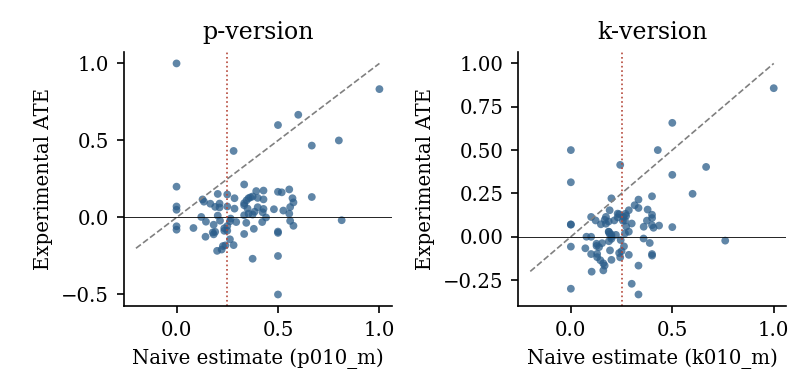 p-version
k-version
Experimental ATE
1.0
0.5
0.0
−0.5
0.0
0.5
1.0
Naive estimate (p010_m)
Experimental ATE
1.00
0.75
0.50
0.25
0.00
−0.25
0.0
0.5
1.0
Naive estimate (k010_m)